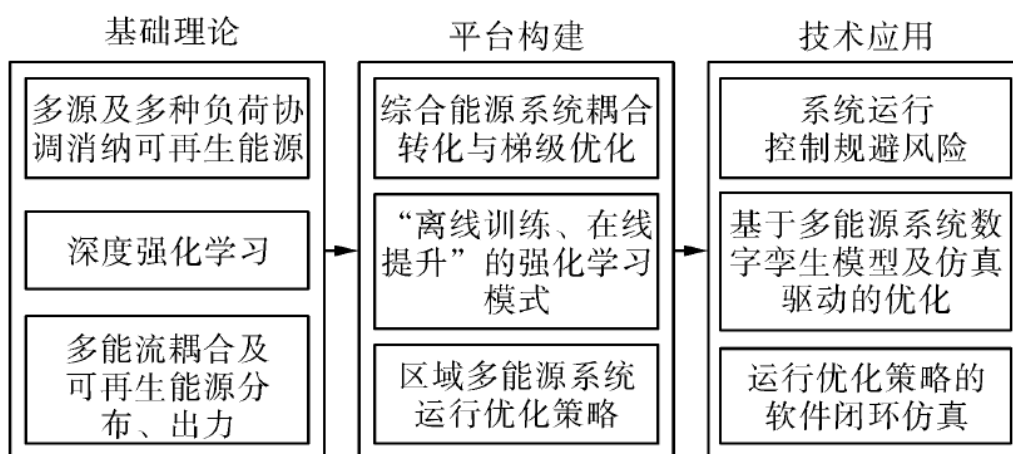 基础理论
多源及多种负荷协
调消纳可再生能源
深度强化学习
多能流耦合及
可再生能源分
布、出力
平台构建
综合能源系统耦合
转化与梯级优化
“离线训练、在线
提升”的强化学习
模式
区域多能源系统
运行优化策略
技术应用
系统运行
控制规避风险
基于多能源系统数
字孪生模型及仿真
驱动的优化
运行优化策略的
软件闭环仿真